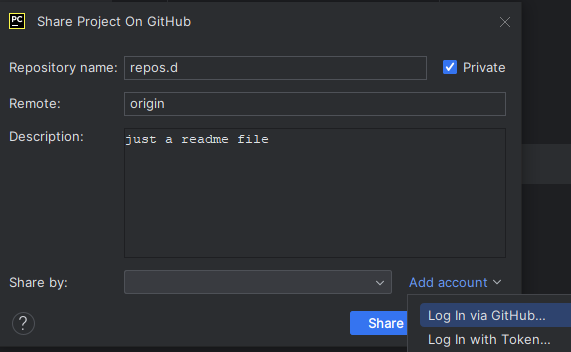 PC Share Project On GitHub
Repository name: repos.d Private
Remote: origin
Description: just a readme file
Share by: Add account
? Share
Log In via GitHub...
Log In with Token...